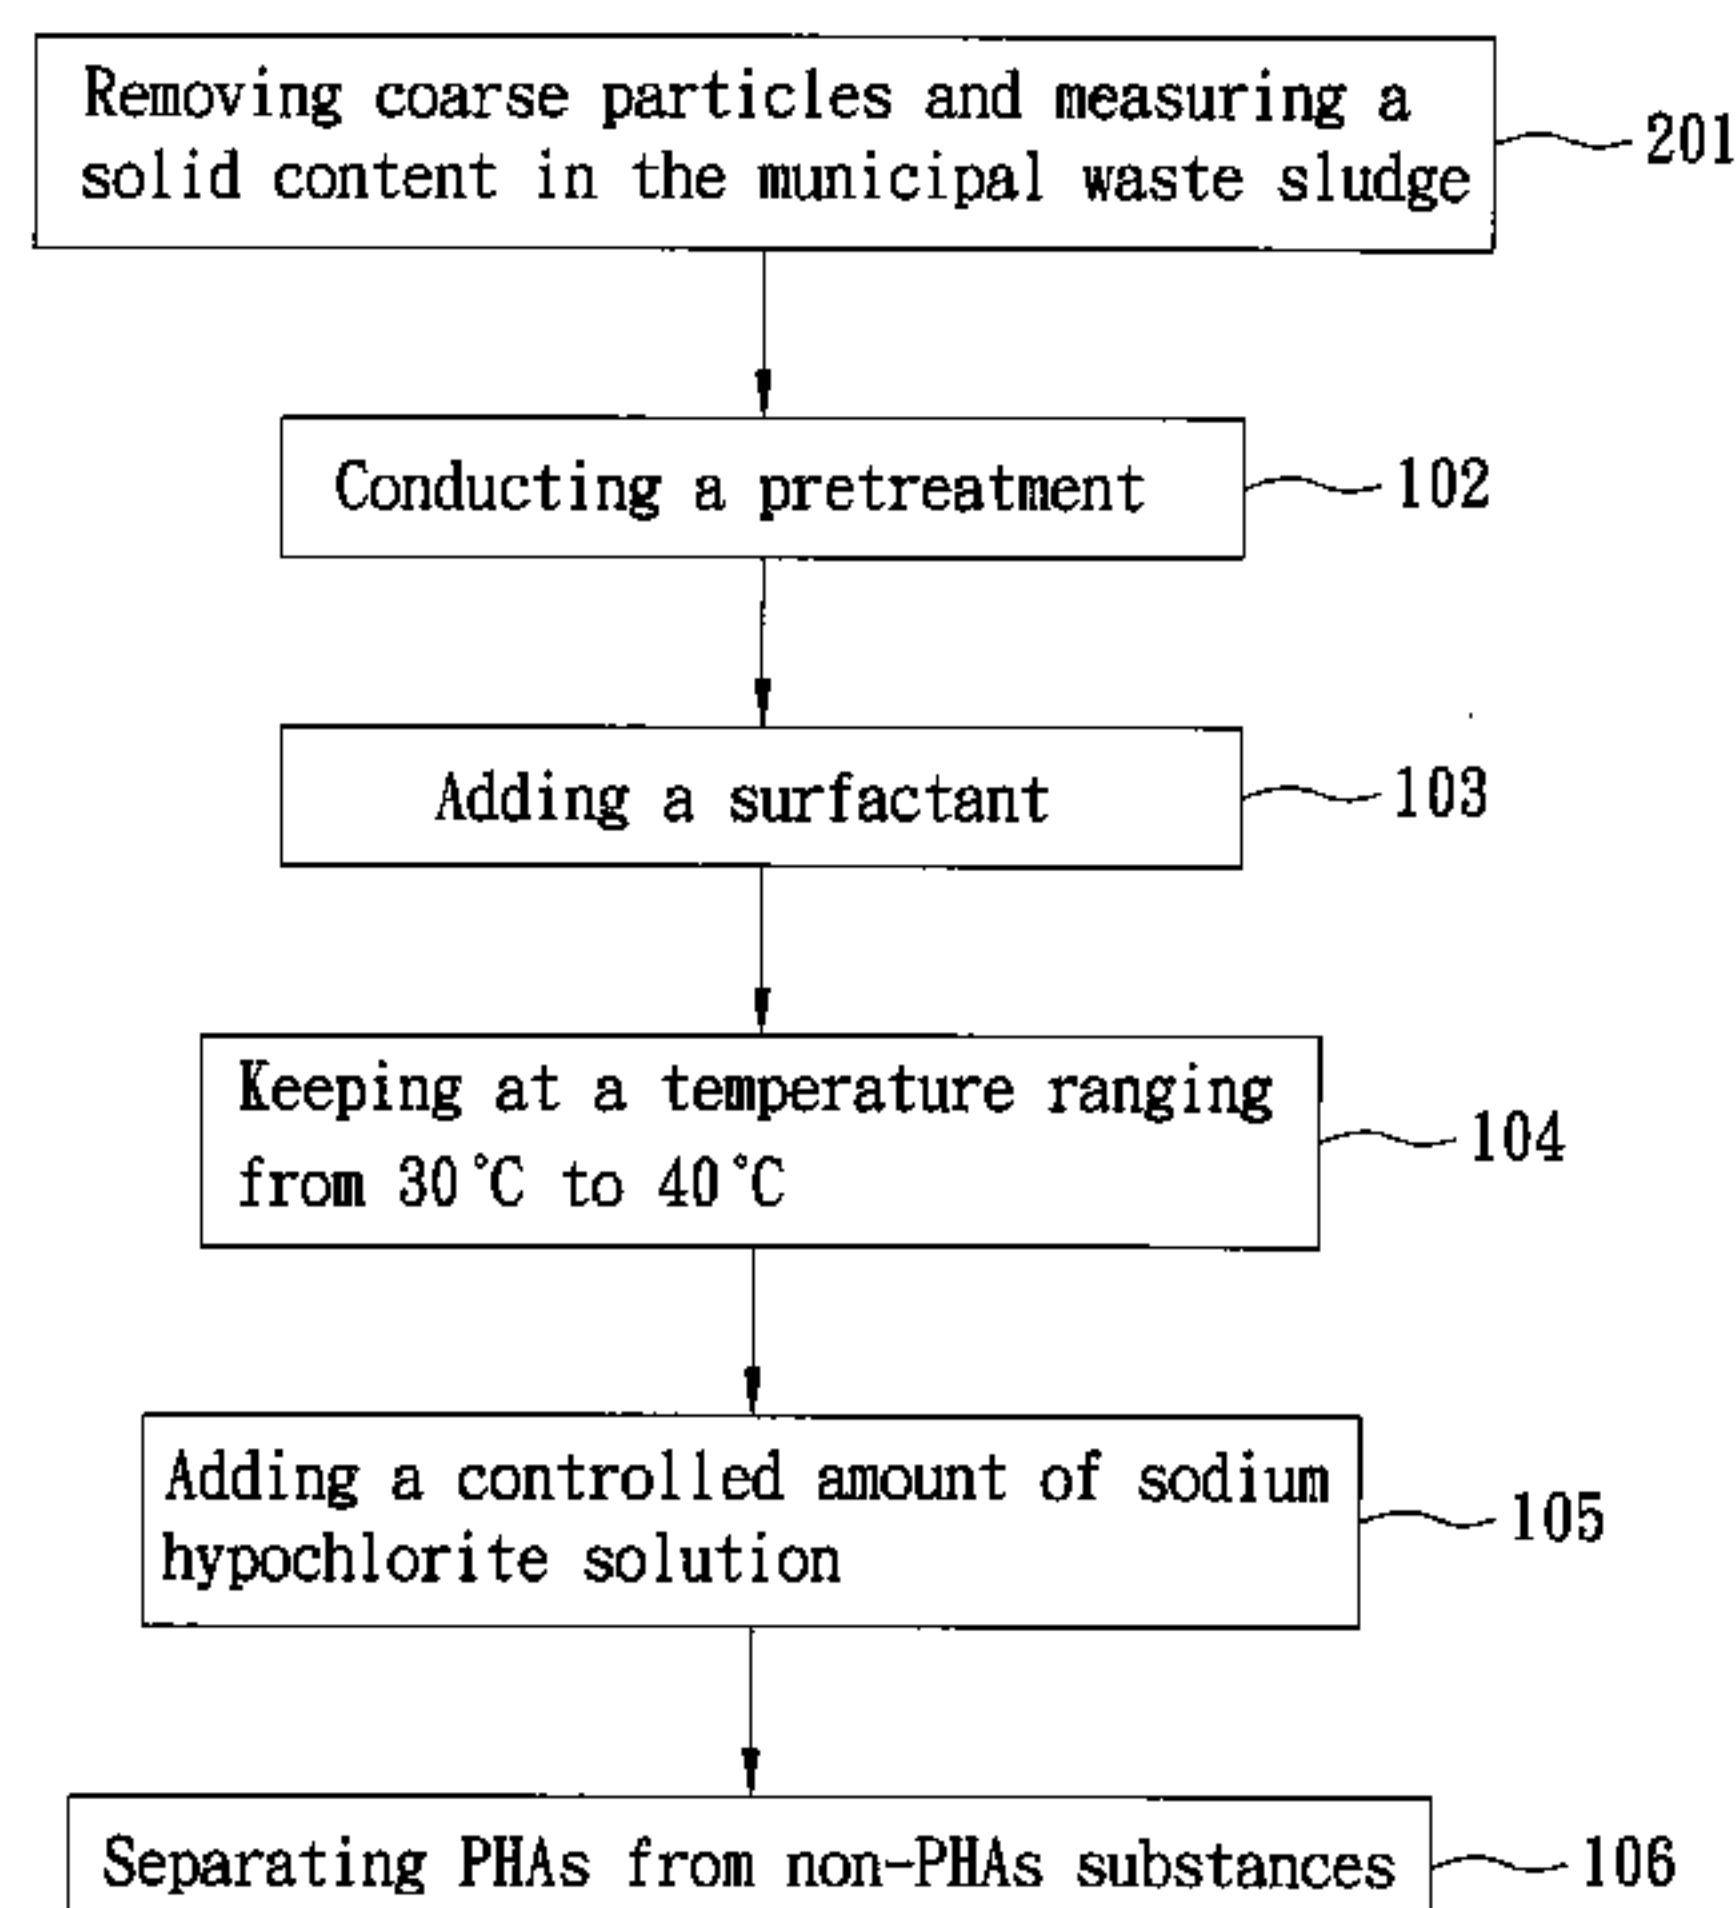 Removing coarse particles and measuring a
solid content in the municipal waste sludge
201
Conducting a pretreatment
102
Adding a surfactant
103
Keeping at a temperature ranging
from 30℃ to 40℃
104
Adding a controlled amount of sodium
hypochlorite solution
105
Separating PHAs from non-PHAs substances
106